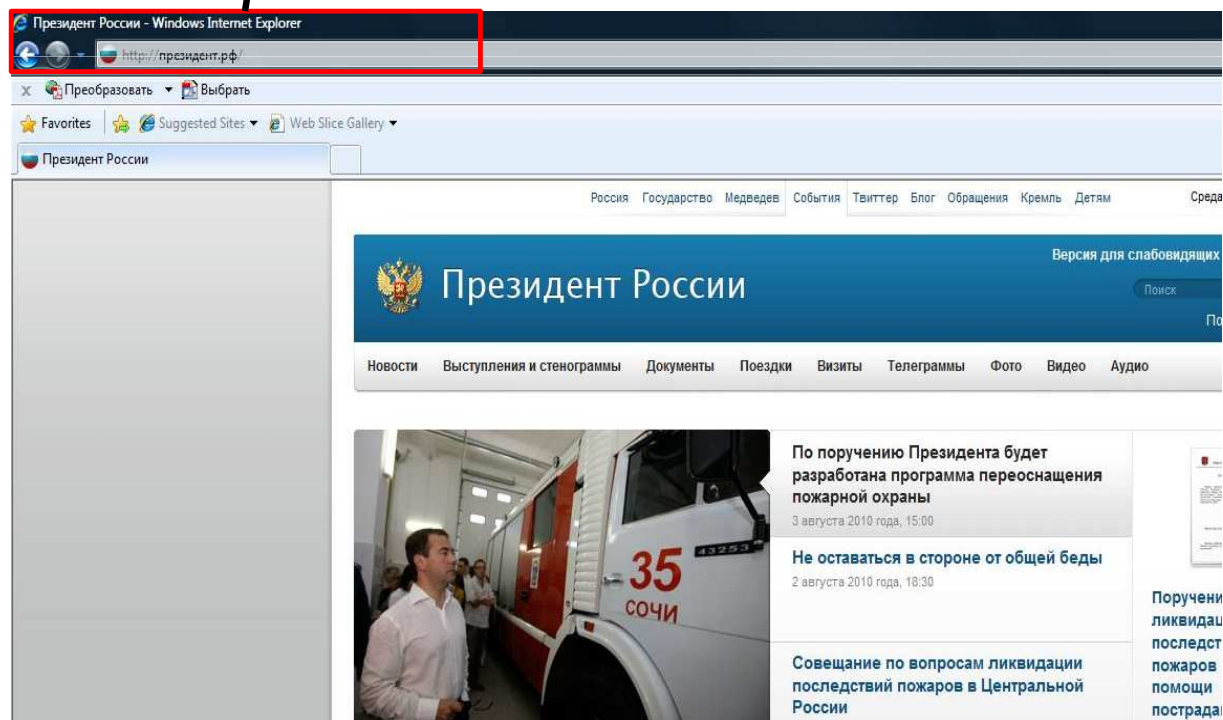 Президент России - Windows Internet Explorer
http://президент.рф/
x Преобразовать Выбрать
Favorites Suggested Sites Web Slice Gallery
Президент России
Россия Государство Медведев События Твиттер Блог Обращения Кремль Детям Среда
Версия для слабовидящих
Президент России
Поиск
По
Новости Выступления и стенограммы Документы Поездки Визиты Телеграммы Фото Видео Аудио
По поручению Президента будет
разработана программа переоснащения
пожарной охраны
3 августа 2010 года, 15:00
Не оставаться в стороне от общей беды
2 августа 2010 года, 18:30
Совещание по вопросам ликвидации
последствий пожаров в Центральной
России
43253
35
СОЧИ
Поручени
ликвидац
последст
пожаров
помощи
пострада